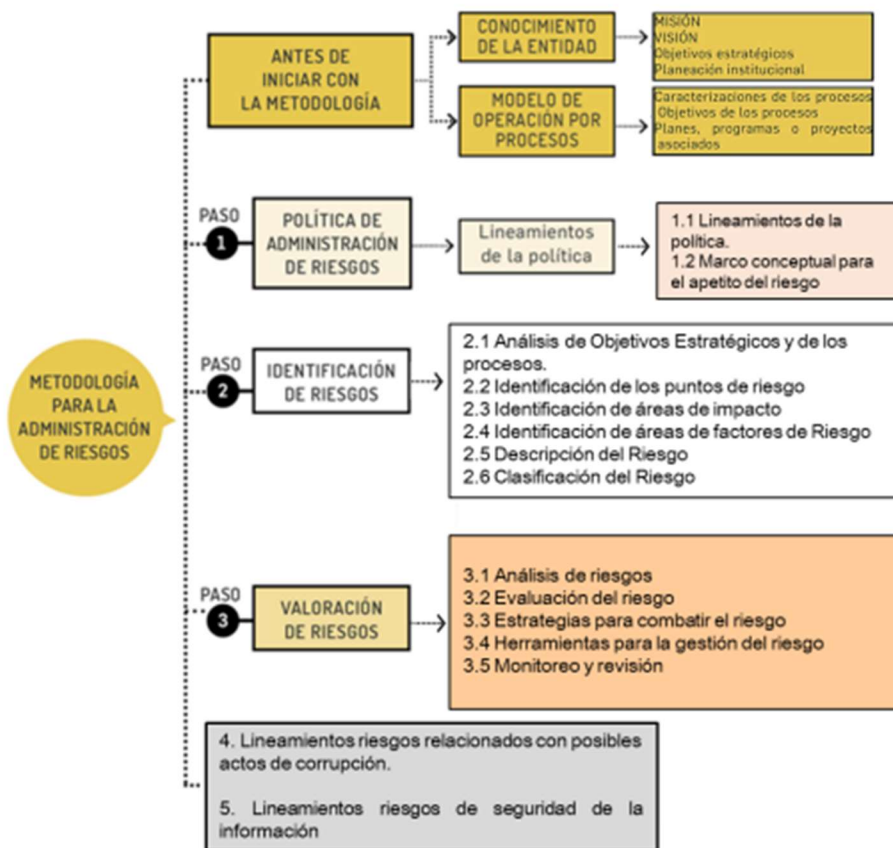 ANTES DE
INICIAR CON
LA METODOLOGÍA
CONOCIMIENTO
DE LA ENTIDAD
MISIÓN
VISIÓN
Objetivos estratégicos
Planeación institucional
MODELO DE
OPERACIÓN POR
PROCESOS
Caracterizaciones de los procesos
Objetivos de los procesos
Planes, programas o proyectos
asociados
PASO
1
POLÍTICA DE
ADMINISTRACIÓN
DE RIESGOS
Lineamientos
de la política
1.1 Lineamientos de la
política.
1.2 Marco conceptual para
el apetito del riesgo
METODOLOGÍA
PARA LA
ADMINISTRACIÓN
DE RIESGOS
PASO
2
IDENTIFICACIÓN
DE RIESGOS
2.1 Análisis de Objetivos Estratégicos y de los
procesos.
2.2 Identificación de los puntos de riesgo
2.3 Identificación de áreas de impacto
2.4 Identificación de áreas de factores de Riesgo
2.5 Descripción del Riesgo
2.6 Clasificación del Riesgo
PASO
3
VALORACIÓN
DE RIESGOS
3.1 Análisis de riesgos
3.2 Evaluación del riesgo
3.3 Estrategias para combatir el riesgo
3.4 Herramientas para la gestión del riesgo
3.5 Monitoreo y revisión
4. Lineamientos riesgos relacionados con posibles
actos de corrupción.
5. Lineamientos riesgos de seguridad de la
información